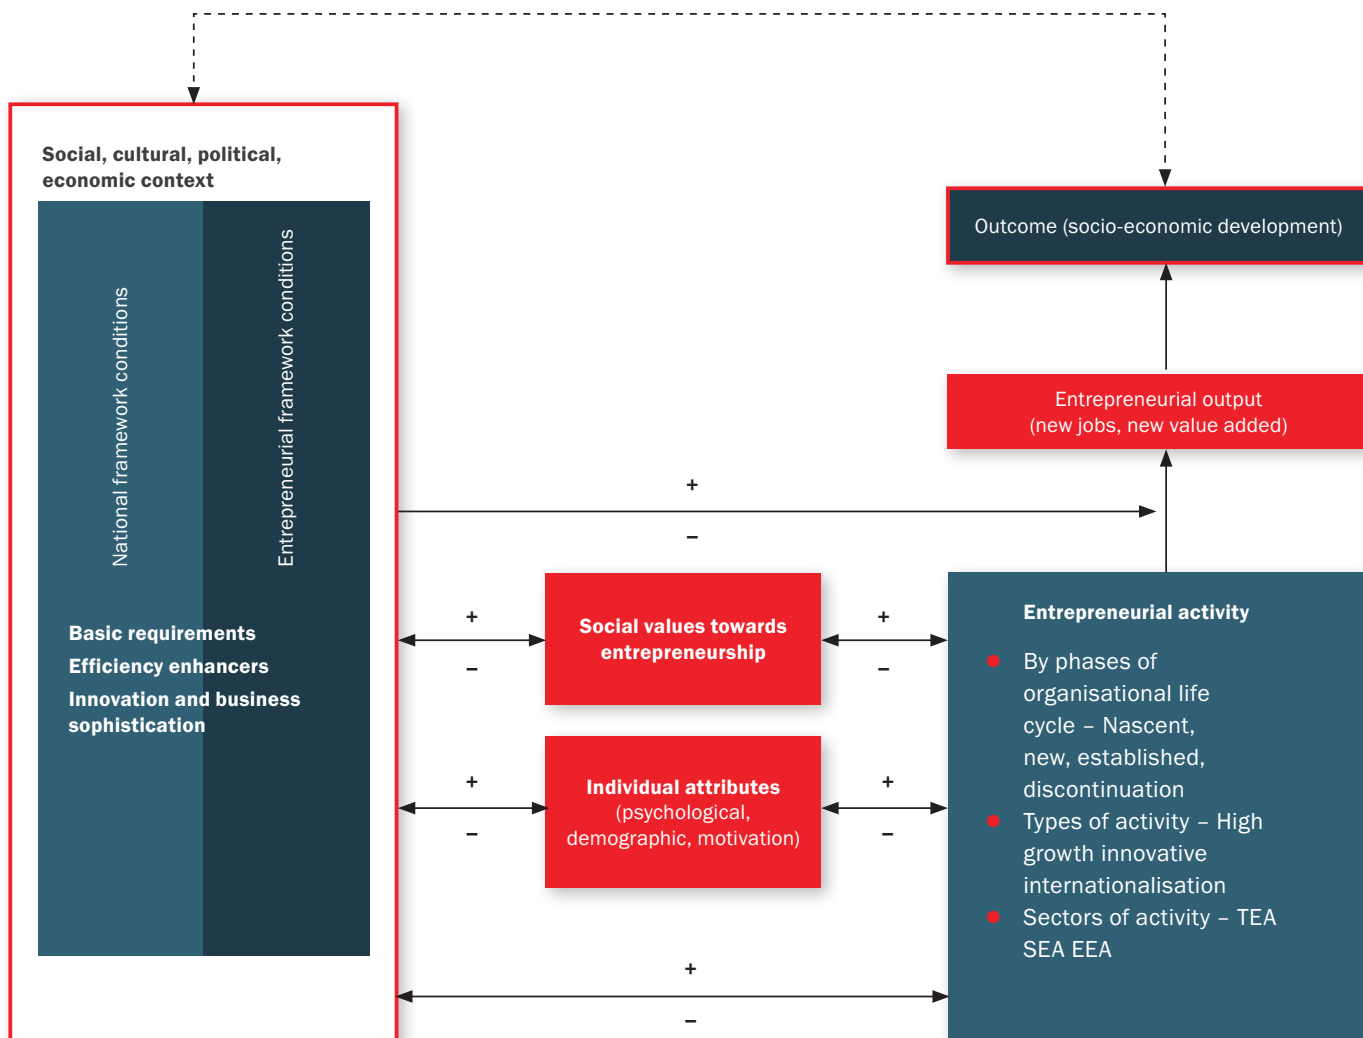 Social, cultural, political,
economic context
National framework conditions
Entrepreneurial framework conditions
Basic requirements
Efficiency enhancers
Innovation and business
sophistication
Outcome (socio-economic development)
Entrepreneurial output
(new jobs, new value added)
+
–
+
–
Social values towards
entrepreneurship
+
–
+
–
Individual attributes
(psychological,
demographic, motivation)
+
–
+
–
Entrepreneurial activity
● By phases of
organisational life
cycle – Nascent,
new, established,
discontinuation
● Types of activity – High
growth innovative
internationalisation
● Sectors of activity – TEA
SEA EEA